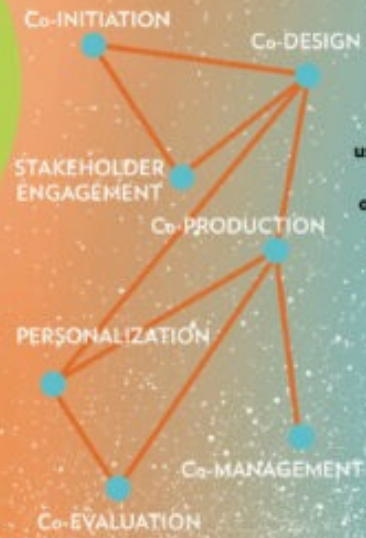 Co-INITIATION
Co-DESIGN
STAKEHOLDER
ENGAGEMENT
Co-PRODUCTION
PERSONALIZATION
Co-MANAGEMENT
Co-EVALUATION